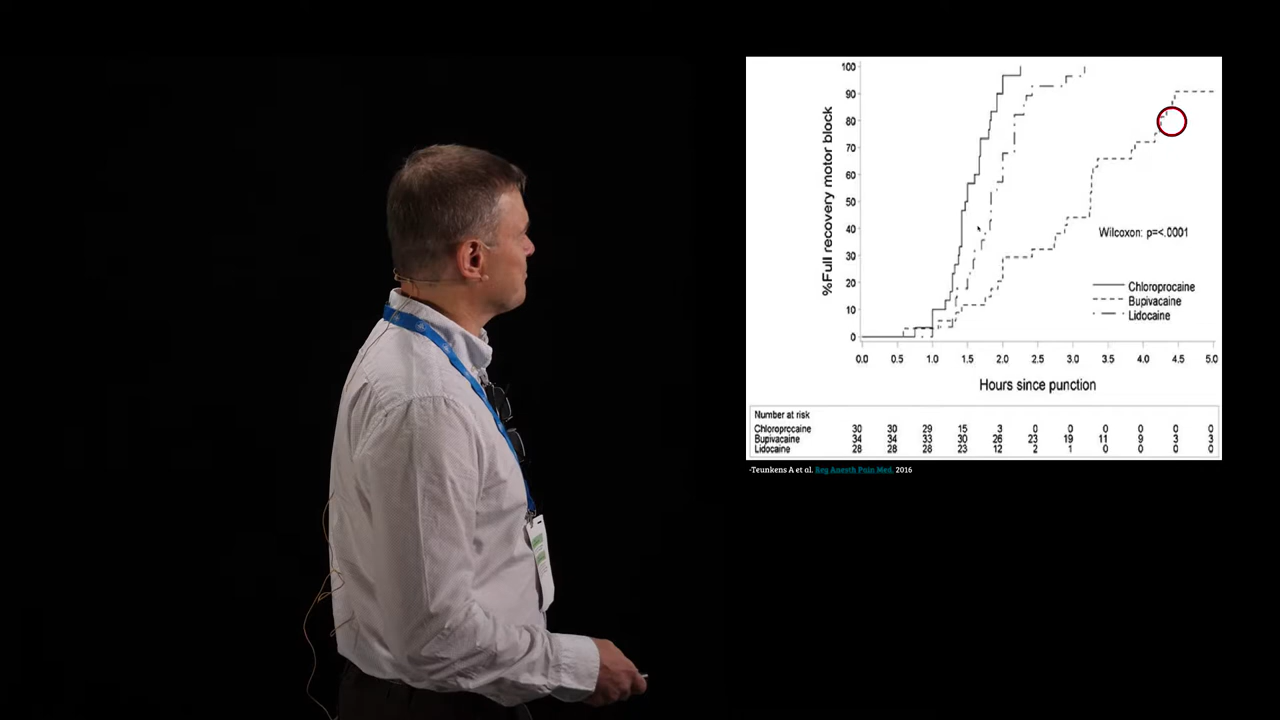 100
90
80
70
60
50
40
30
20
10
0
%Full recovery motor block
Wilcoxon: p=<.0001
Chloroprocaine
Bupivacaine
Lidocaine
0.0 0.5 1.0 1.5 2.0 2.5 3.0 3.5 4.0 4.5 5.0
Hours since punction
Number at risk
Chloroprocaine 30 30 29 15 3 0 0 0 0 0 0
Bupivacaine 34 34 33 30 26 23 19 11 9 3 3
Lidocaine 28 28 28 23 12 2 1 0 0 0 0
-Teunkens A et al. Reg Anesth Pain Med. 2016